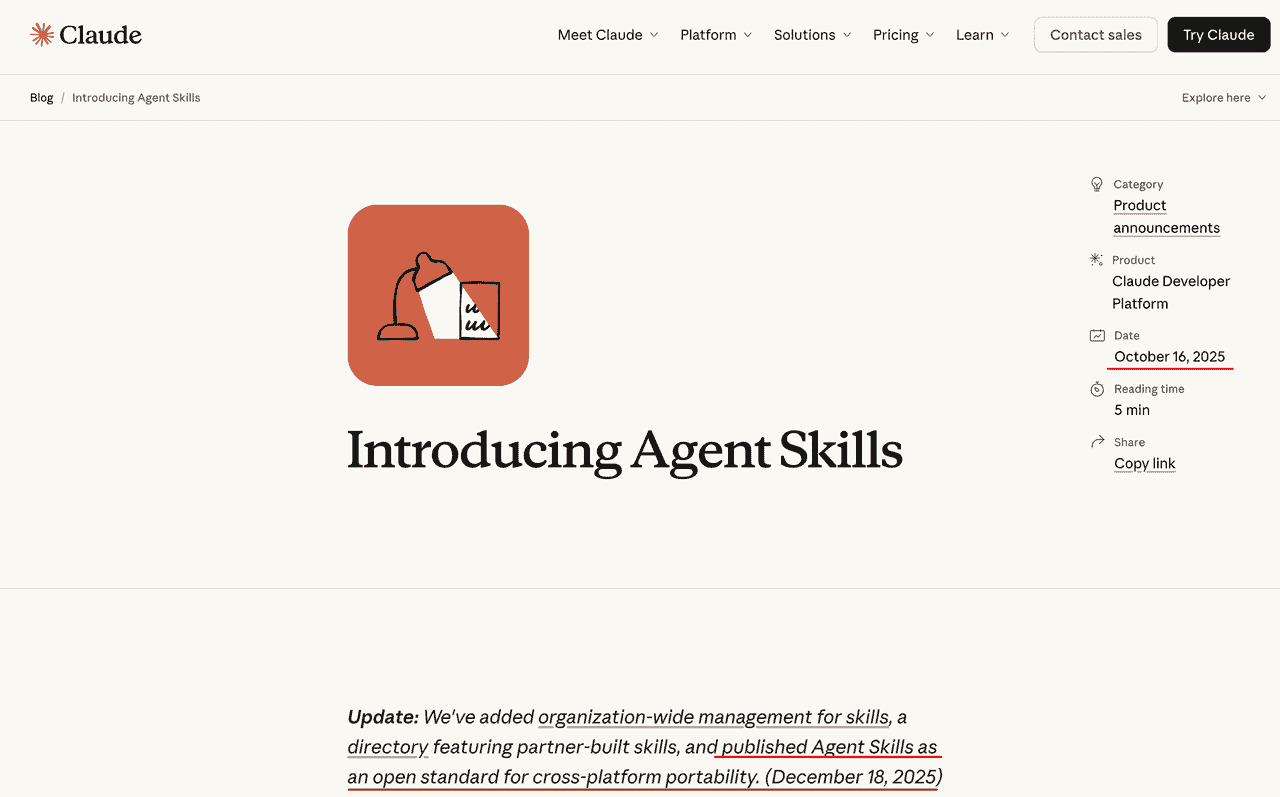 Claude
Meet Claude
Platform
Solutions
Pricing
Learn
Contact sales
Try Claude
Blog / Introducing Agent Skills
Explore here
Category
Product
announcements
Product
Claude Developer
Platform
Date
October 16, 2025
Reading time
5 min
Share
Copy link
Introducing Agent Skills
Update: We've added organization-wide management for skills, a
directory featuring partner-built skills, and published Agent Skills as
an open standard for cross-platform portability. (December 18, 2025)